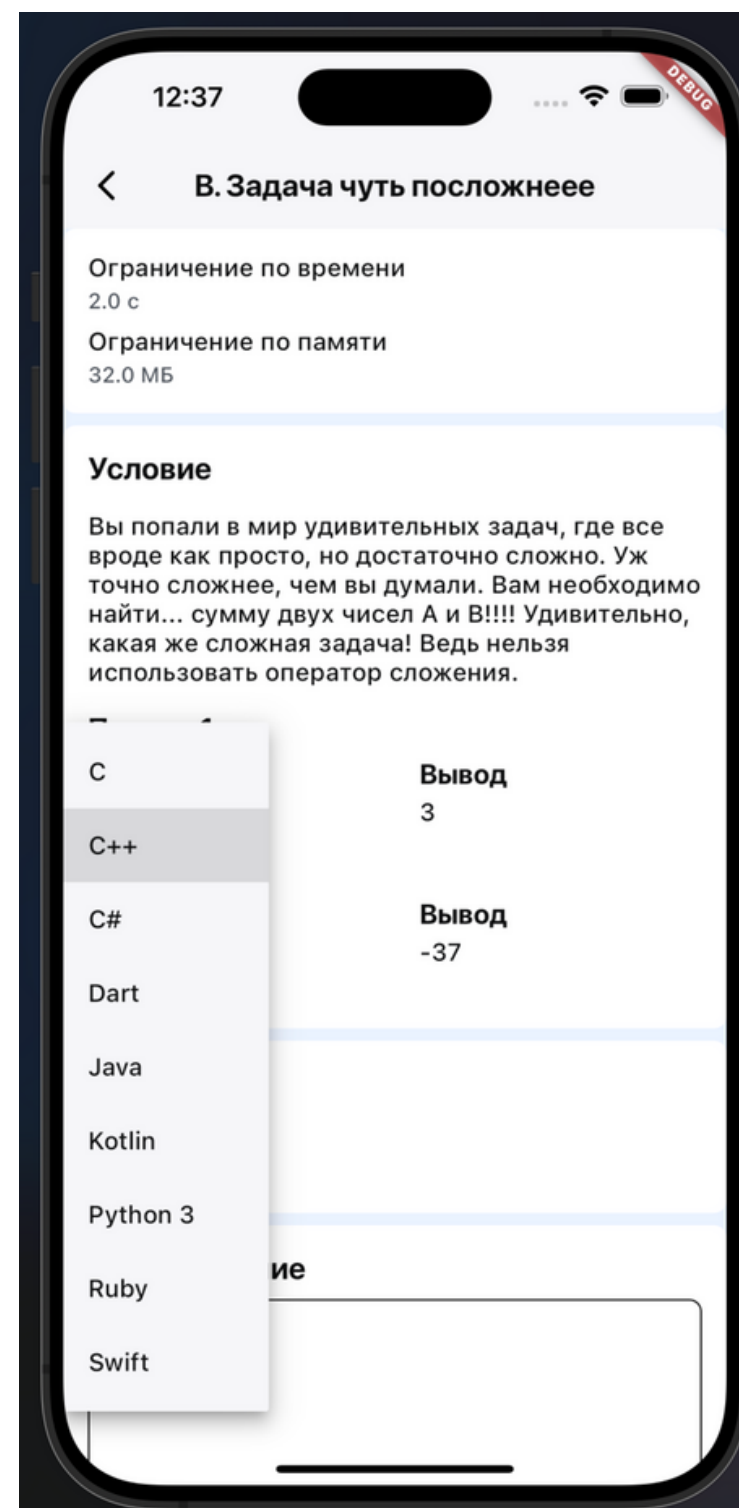 12:37
DEBUG
В. Задача чуть посложнеее
Ограничение по времени
2.0 с
Ограничение по памяти
32.0 МБ
Условие
Вы попали в мир удивительных задач, где все
вроде как просто, но достаточно сложно. Уж
точно сложнее, чем вы думали. Вам необходимо
найти... сумму двух чисел А и В!!!! Удивительно,
какая же сложная задача! Ведь нельзя
использовать оператор сложения.
C
Вывод
3
C++
C#
Вывод
-37
Dart
Java
Kotlin
Python 3
ие
Ruby
Swift